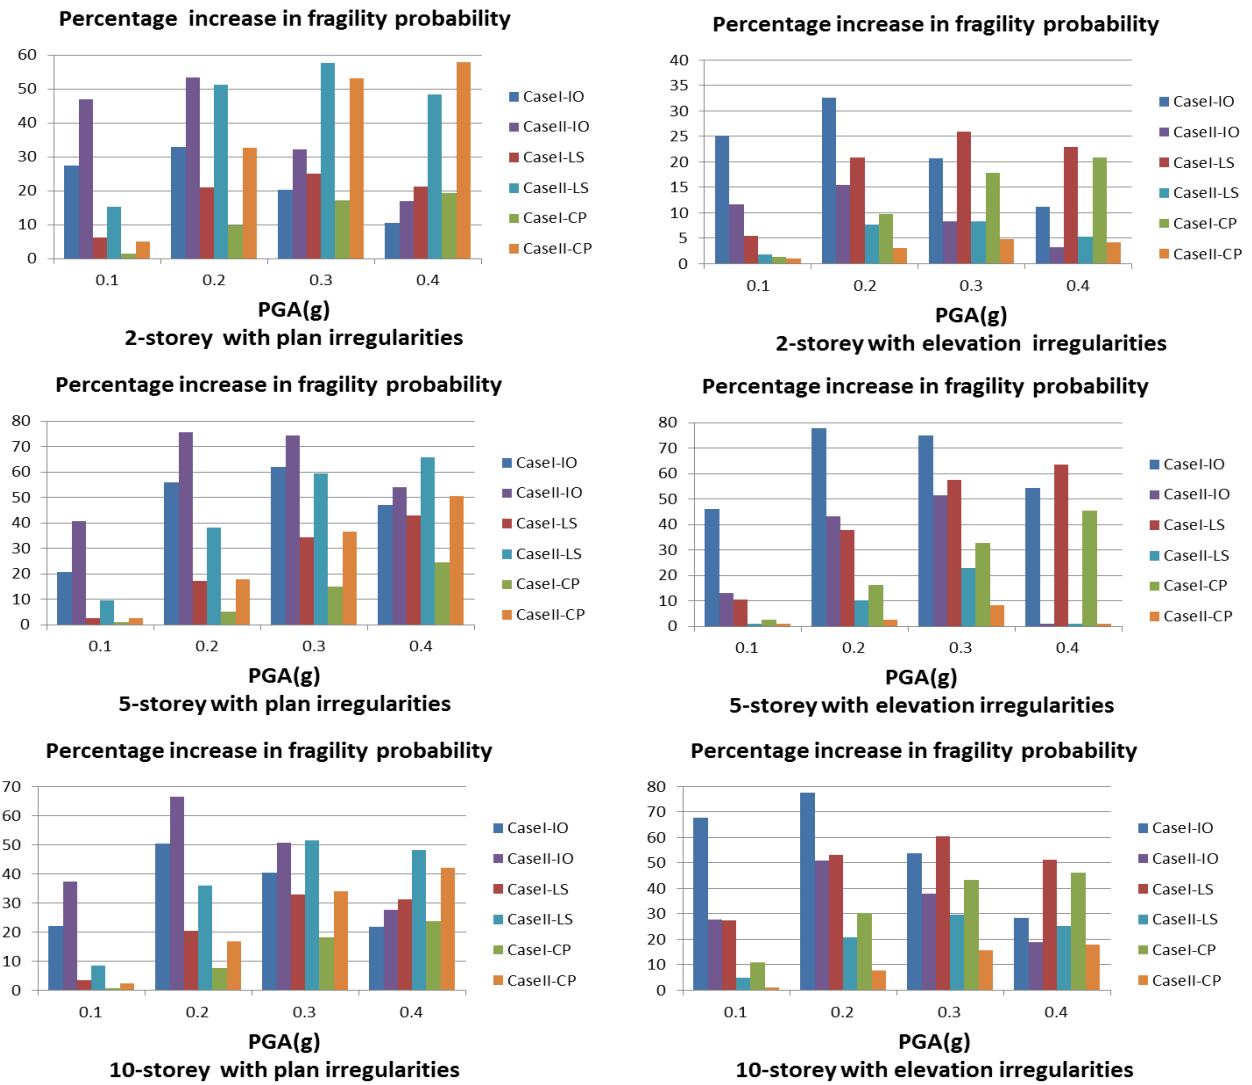 Percentage increase in fragility probability
60
50
40
30
20
10
0
0.1 0.2 0.3 0.4
CaseI-IO
CaseII-IO
CaseI-LS
CaseII-LS
CaseI-CP
CaseII-CP
PGA(g)
2-storey with plan irregularities
Percentage increase in fragility probability
40
35
30
25
20
15
10
5
0
0.1 0.2 0.3 0.4
CaseI-IO
CaseII-IO
CaseI-LS
CaseII-LS
CaseI-CP
CaseII-CP
PGA(g)
2-storey with elevation irregularities
Percentage increase in fragility probability
80
70
60
50
40
30
20
10
0
0.1 0.2 0.3 0.4
CaseI-IO
CaseII-IO
CaseI-LS
CaseII-LS
CaseI-CP
CaseII-CP
PGA(g)
5-storey with plan irregularities
Percentage increase in fragility probability
80
70
60
50
40
30
20
10
0
0.1 0.2 0.3 0.4
CaseI-IO
CaseII-IO
CaseI-LS
CaseII-LS
CaseI-CP
CaseII-CP
PGA(g)
5-storey with elevation irregularities
Percentage increase in fragility probability
70
60
50
40
30
20
10
0
0.1 0.2 0.3 0.4
CaseI-IO
CaseII-IO
CaseI-LS
CaseII-LS
CaseI-CP
CaseII-CP
PGA(g)
10-storey with plan irregularities
Percentage increase in fragility probability
80
70
60
50
40
30
20
10
0
0.1 0.2 0.3 0.4
CaseI-IO
CaseII-IO
CaseI-LS
CaseII-LS
CaseI-CP
CaseII-CP
PGA(g)
10-storey with elevation irregularities